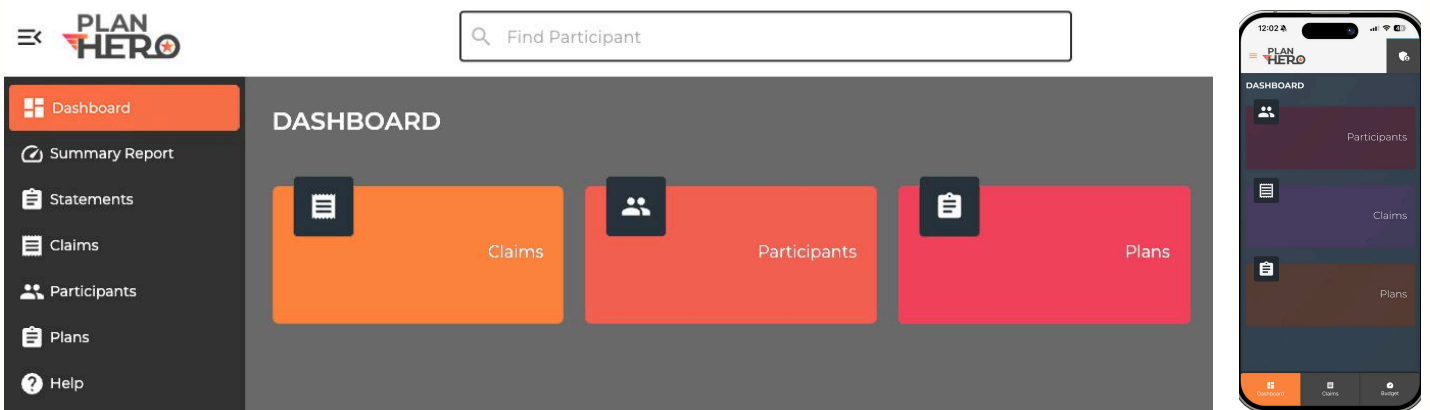 PLAN
HERO
Find Participant
Dashboard
Summary Report
Statements
Claims
Participants
Plans
Help
DASHBOARD
Claims
Participants
Plans
12:02
PLAN
HERO
DASHBOARD
Participants
Claims
Plans
Dashboard
Claims
Budget